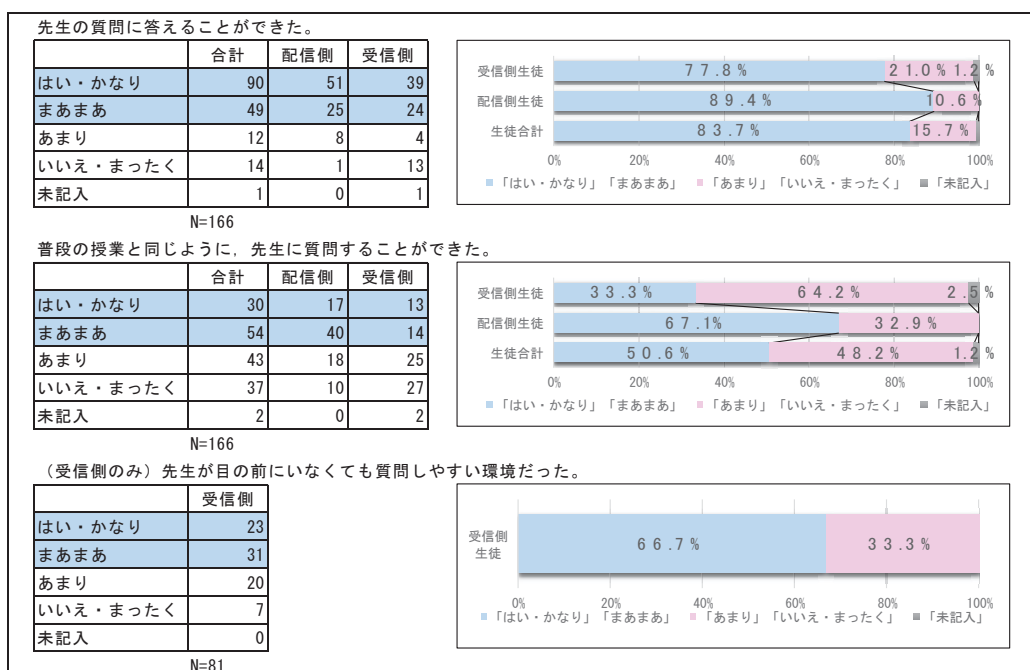 先生の質問に答えることができた。
合計 配信側 受信側
はい・かなり 90 51 39
まあまあ 49 25 24
あまり 12 8 4
いいえ・まったく 14 1 13
未記入 1 0 1
N=166
受信側生徒 77.8% 21.0% 1.2%
配信側生徒 89.4% 10.6%
生徒合計 83.7% 15.7%
0% 20% 40% 60% 80% 100%
「はい・かなり」「まあまあ」 「あまり」「いいえ・まったく」 「未記入」
普段の授業と同じように，先生に質問することができた。
合計 配信側 受信側
はい・かなり 30 17 13
まあまあ 54 40 14
あまり 43 18 25
いいえ・まったく 37 10 27
未記入 2 0 2
N=166
受信側生徒 33.3% 64.2% 2.5%
配信側生徒 67.1% 32.9%
生徒合計 50.6% 48.2% 1.2%
0% 20% 40% 60% 80% 100%
「はい・かなり」「まあまあ」 「あまり」「いいえ・まったく」 「未記入」
（受信側のみ）先生が目の前にいなくても質問しやすい環境だった。
受信側
はい・かなり 23
まあまあ 31
あまり 20
いいえ・まったく 7
未記入 0
N=81
受信側
生徒
66.7% 33.3%
0% 20% 40% 60% 80% 100%
「はい・かなり」「まあまあ」 「あまり」「いいえ・まったく」 「未記入」